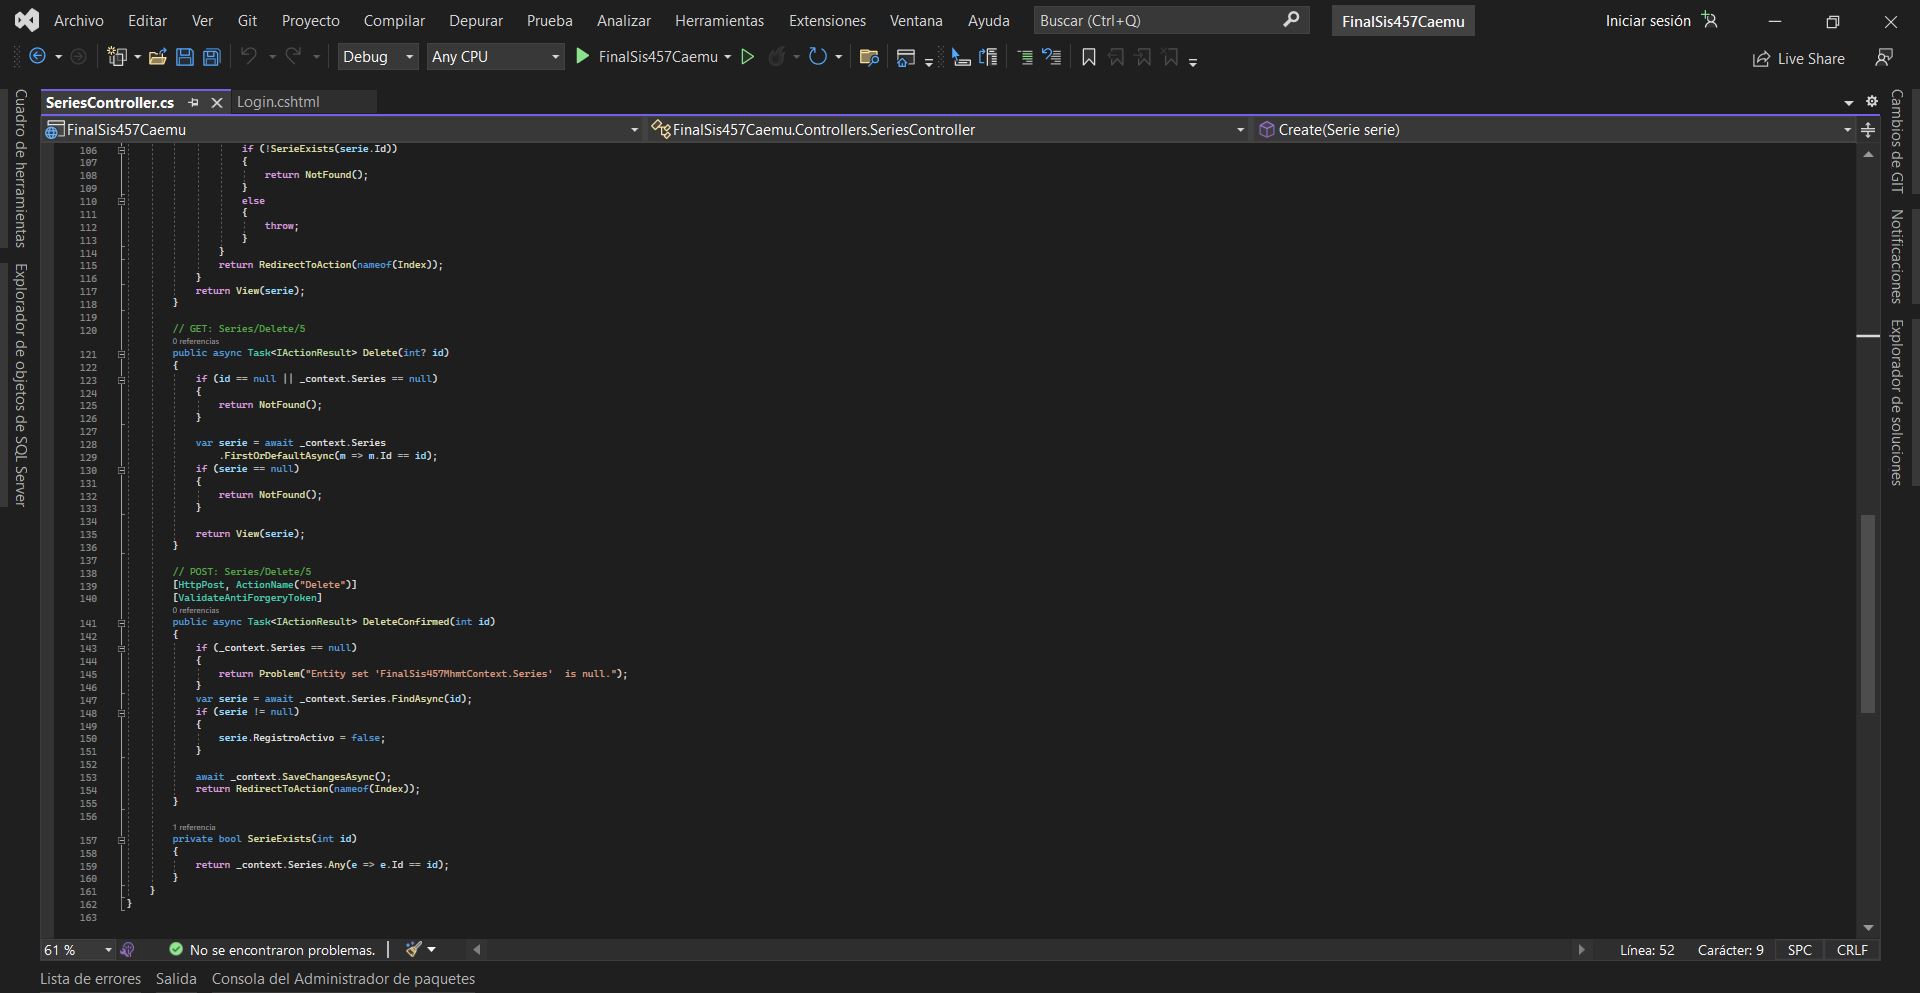 Archivo Editar Ver Git Proyecto Compilar Depurar Prueba Analizar Herramientas Extensiones Ventana Ayuda Buscar (Ctrl+Q) FinalSis457Caemu Iniciar sesión
Debug Any CPU FinalSis457Caemu Live Share
SeriesController.cs Login.cshtml
FinalSis457Caemu FinalSis457Caemu.Controllers.SeriesController Create(Serie serie)
Cuadro de herramientas
Explorador de objetos de SQL Server
106 if (!SerieExists(serie.Id))
107 {
108 return NotFound();
109 }
110 else
111 {
112 throw;
113 }
114 }
115 return RedirectToAction(nameof(Index));
116 }
117 return View(serie);
118 }
119
120 // GET: Series/Delete/5
0 referencias
121 public async Task<IActionResult> Delete(int? id)
122 {
123 if (id == null || _context.Series == null)
124 {
125 return NotFound();
126 }
127
128 var serie = await _context.Series
129 .FirstOrDefaultAsync(m => m.Id == id);
130 if (serie == null)
131 {
132 return NotFound();
133 }
134
135 return View(serie);
136 }
137
138 // POST: Series/Delete/5
139 [HttpPost, ActionName("Delete")]
140 [ValidateAntiForgeryToken]
0 referencias
141 public async Task<IActionResult> DeleteConfirmed(int id)
142 {
143 if (_context.Series == null)
144 {
145 return Problem("Entity set 'FinalSis457MhmtContext.Series'  is null.");
146 }
147 var serie = await _context.Series.FindAsync(id);
148 if (serie != null)
149 {
150 serie.RegistroActivo = false;
151 }
152
153 await _context.SaveChangesAsync();
154 return RedirectToAction(nameof(Index));
155 }
156
1 referencia
157 private bool SerieExists(int id)
158 {
159 return _context.Series.Any(e => e.Id == id);
160 }
161 }
162 }
163
Cambios de GIT
Notificaciones
Explorador de soluciones
61 % No se encontraron problemas. Línea: 52 Carácter: 9 SPC CRLF
Lista de errores Salida Consola del Administrador de paquetes